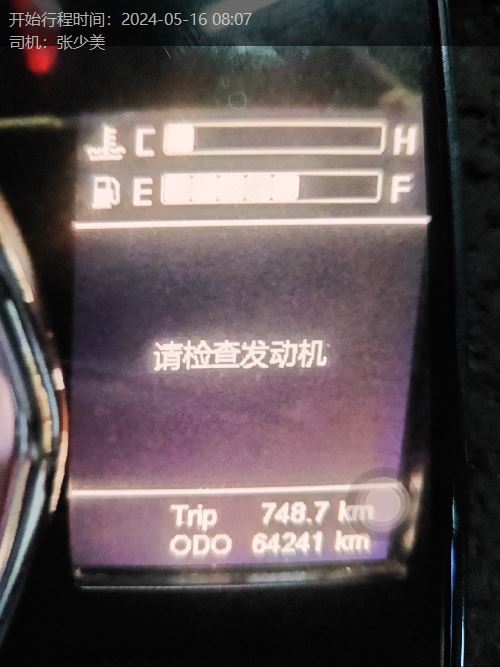 开始行程时间：2024-05-16 08:07
司机：张少美
C H
E F
请检查发动机
Trip 748.7 km
ODO 64241 km